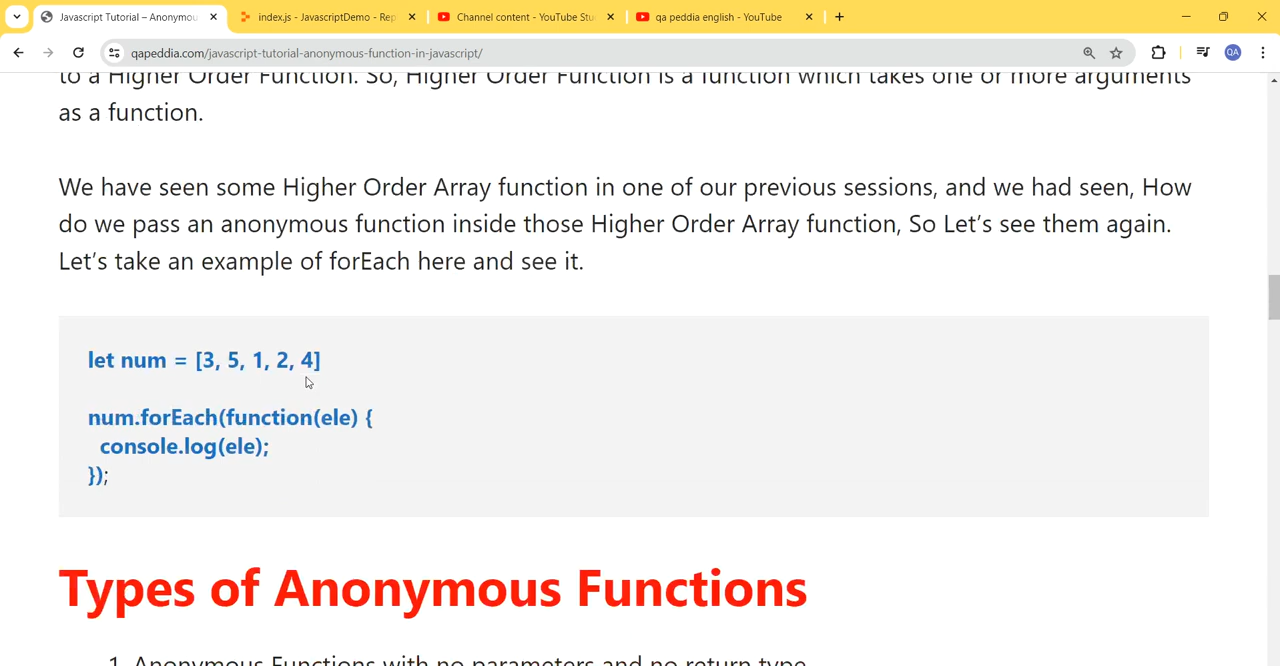 Javascript Tutorial – Anonymou
index.js - JavascriptDemo - Rep
Channel content - YouTube Stu
qa peddia english - YouTube
qapeddia.com/javascript-tutorial-anonymous-function-in-javascript/
QA
to a Higher Order Function. So, Higher Order Function is a function which takes one or more arguments
as a function.
We have seen some Higher Order Array function in one of our previous sessions, and we had seen, How
do we pass an anonymous function inside those Higher Order Array function, So Let’s see them again.
Let’s take an example of forEach here and see it.
let num = [3, 5, 1, 2, 4]
num.forEach(function(ele) {
console.log(ele);
});
Types of Anonymous Functions
1. Anonymous Functions with no parameters and no return type